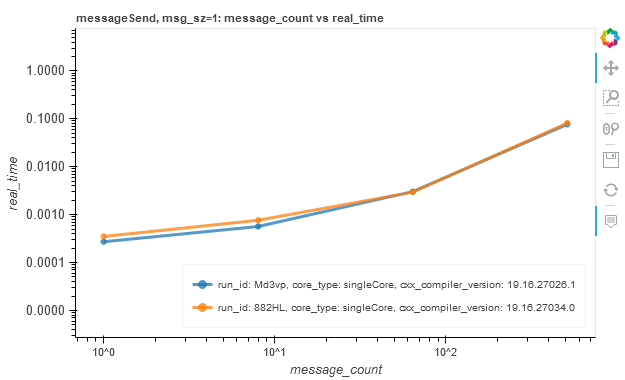 messageSend, msg_sz=1: message_count vs real_time
real_time
1.0000
0.1000
0.0100
0.0010
0.0001
0.0000
run_id: Md3vp, core_type: singleCore, cxx_compiler_version: 19.16.27026.1
run_id: 882HL, core_type: singleCore, cxx_compiler_version: 19.16.27034.0
10^0
10^1
10^2
message_count